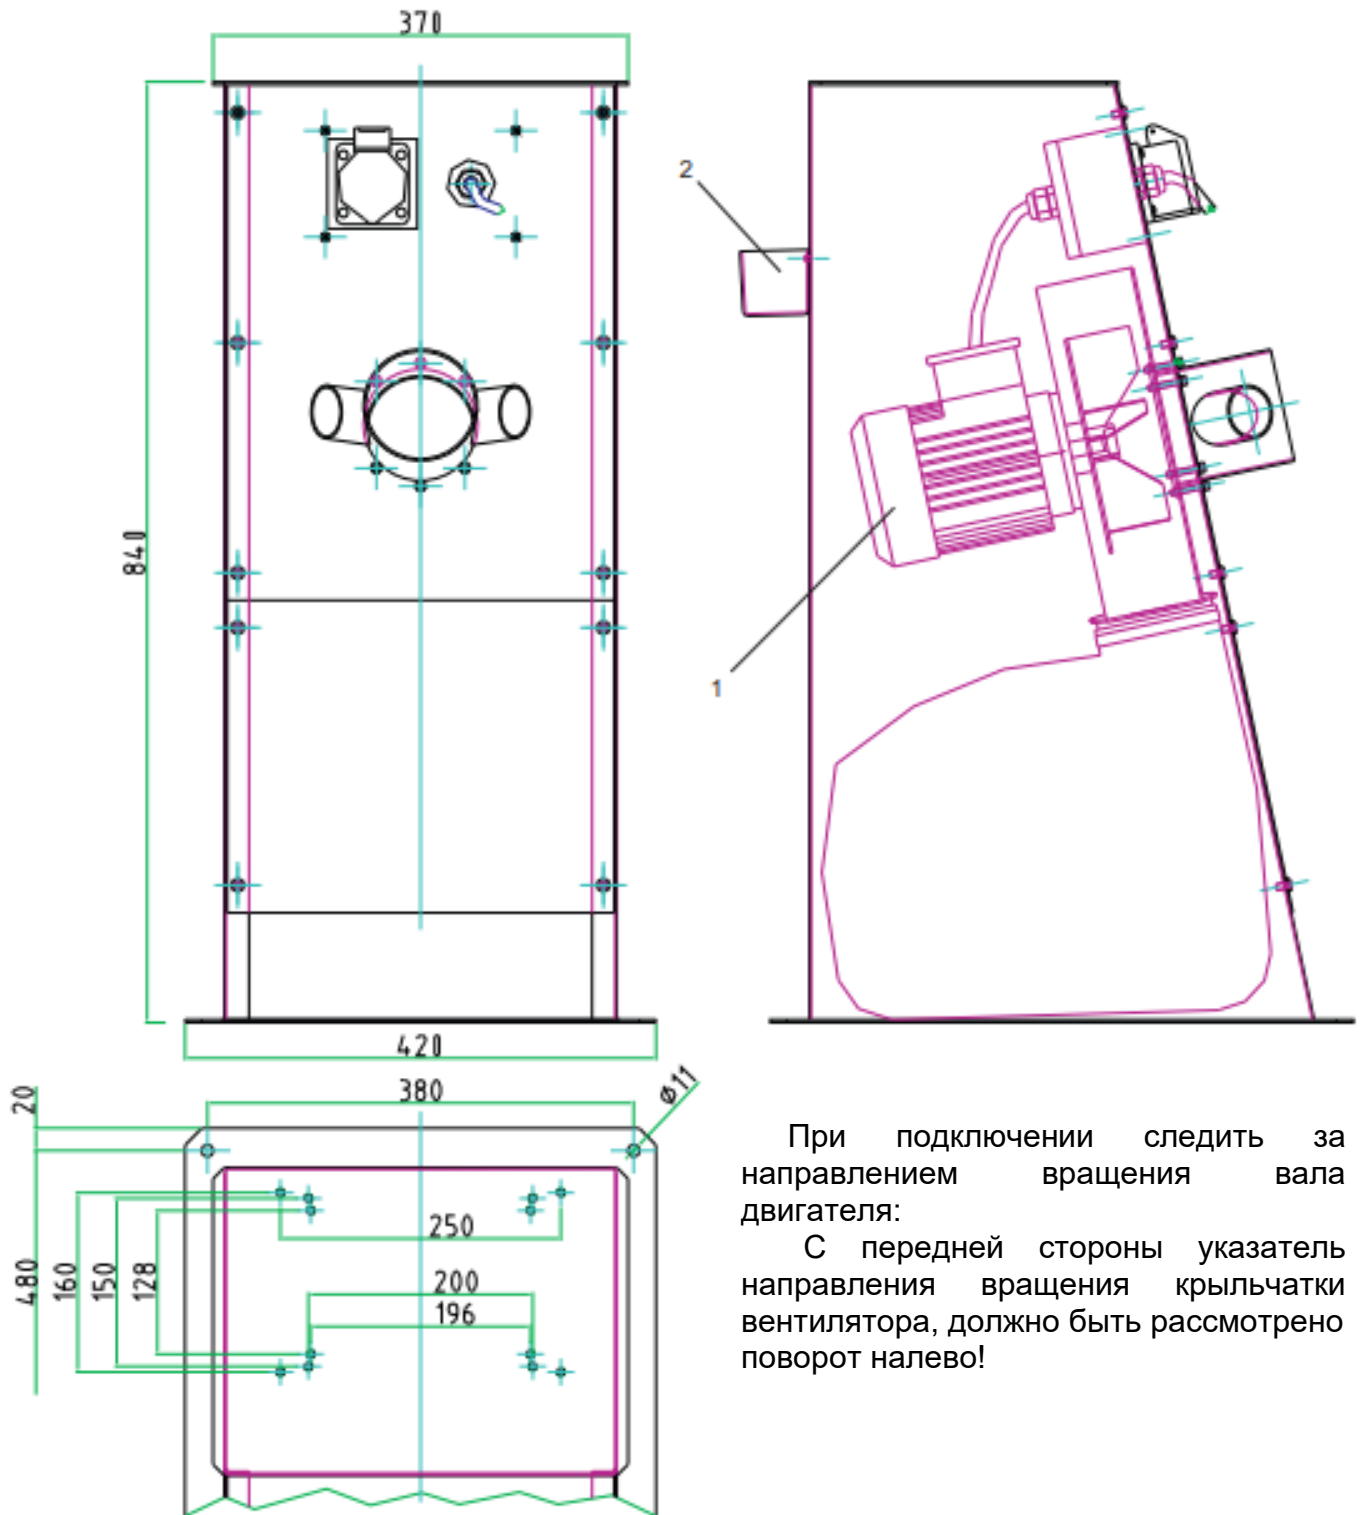 370
2
840
1
420
380
ø11
20
480
160
150
128
250
200
196
При подключении следить за
направлением вращения вала
двигателя:
С передней стороны указатель
направления вращения крыльчатки
вентилятора, должно быть рассмотрено
поворот налево!